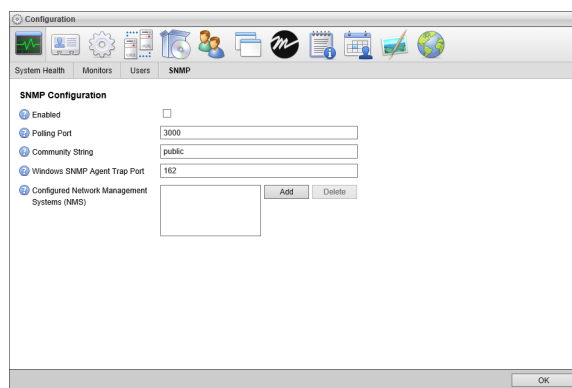 Configuration
System Health Monitors Users SNMP
SNMP Configuration
Enabled
Polling Port 3000
Community String public
Windows SNMP Agent Trap Port 162
Configured Network Management Add Delete
Systems (NMS)
OK